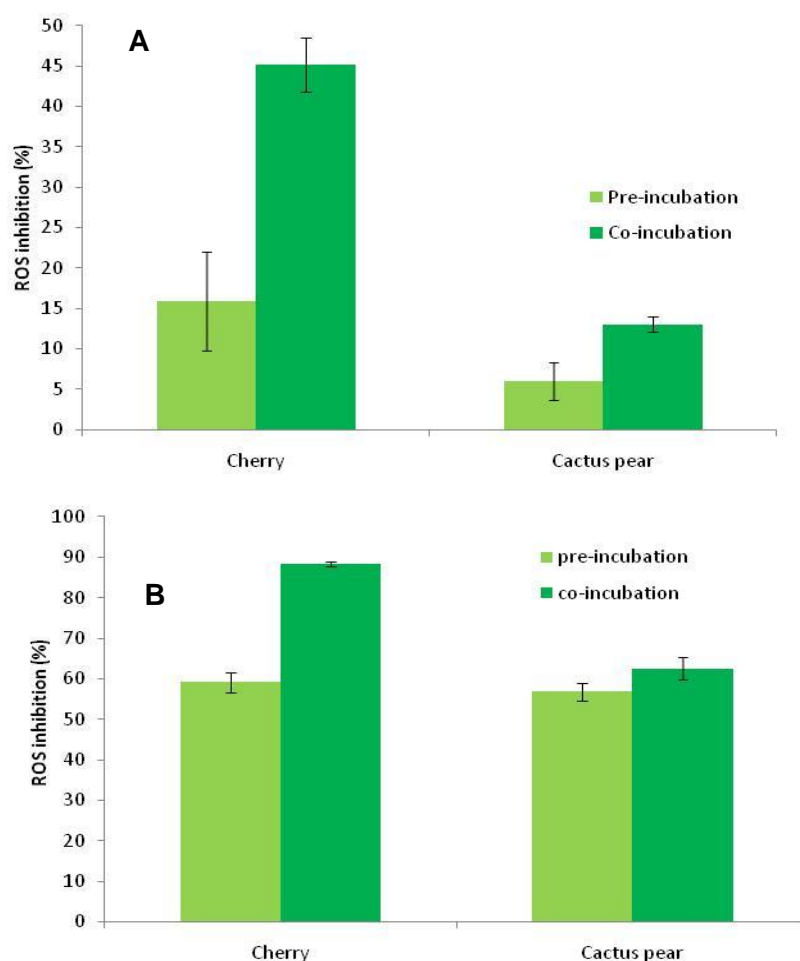 A
50
45
40
35
30
25
20
15
10
5
0
ROS inhibition (%)
Pre-incubation
Co-incubation
Cherry
Cactus pear
B
100
90
80
70
60
50
40
30
20
10
0
ROS inhibition (%)
pre-incubation
co-incubation
Cherry
Cactus pear